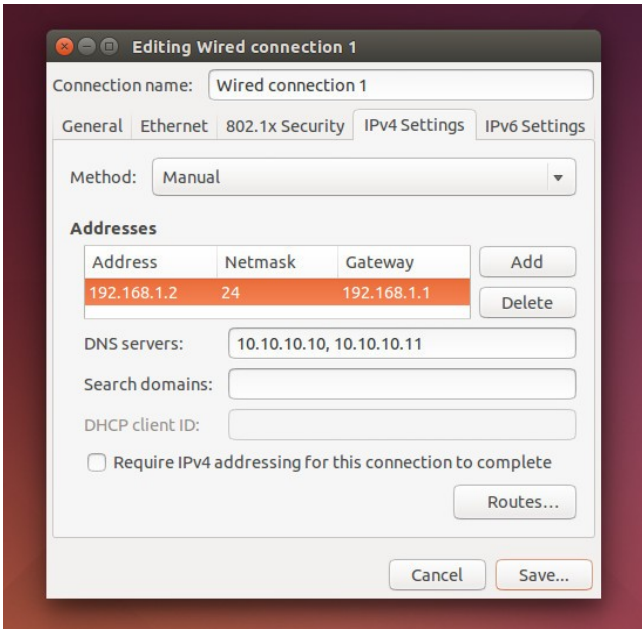 Editing Wired connection 1
Connection name: Wired connection 1
General Ethernet 802.1x Security IPv4 Settings IPv6 Settings
Method: Manual
Addresses
Address Netmask Gateway Add
192.168.1.2 24 192.168.1.1 Delete
DNS servers: 10.10.10.10, 10.10.10.11
Search domains:
DHCP client ID:
Require IPv4 addressing for this connection to complete
Routes...
Cancel Save...